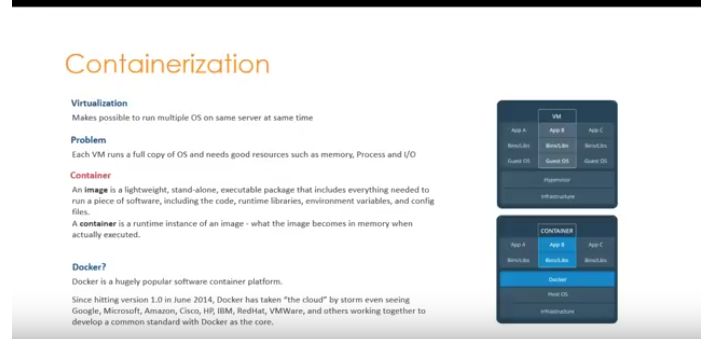 Containerization
Virtualization
Makes possible to run multiple OS on same server at same time
Problem
Each VM runs a full copy of OS and needs good resources such as memory, Process and I/O
Container
An image is a lightweight, stand-alone, executable package that includes everything needed to
run a piece of software, including the code, runtime libraries, environment variables, and config
files.
A container is a runtime instance of an image - what the image becomes in memory when
actually executed.
Docker?
Docker is a hugely popular software container platform.
Since hitting version 1.0 in June 2014, Docker has taken "the cloud" by storm even seeing
Google, Microsoft, Amazon, Cisco, HP, IBM, RedHat, VMWare, and others working together to
develop a common standard with Docker as the core.
VM
App A App B App C
Bins/Libs Bins/Libs Bins/Libs
Guest OS Guest OS Guest OS
Hypervisor
Infrastructure
CONTAINER
App A App B App C
Bins/Libs Bins/Libs Bins/Libs
Docker
Host OS
Infrastructure